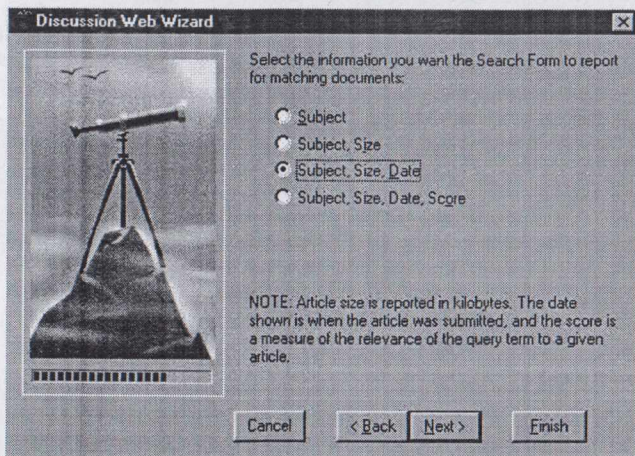 Discussion Web Wizard
Select the information you want the Search Form to report
for matching documents:
Subject
Subject, Size
Subject, Size, Date
Subject, Size, Date, Score
NOTE: Article size is reported in kilobytes. The date
shown is when the article was submitted, and the score is
a measure of the relevance of the query term to a given
article.
Cancel
< Back
Next >
Finish